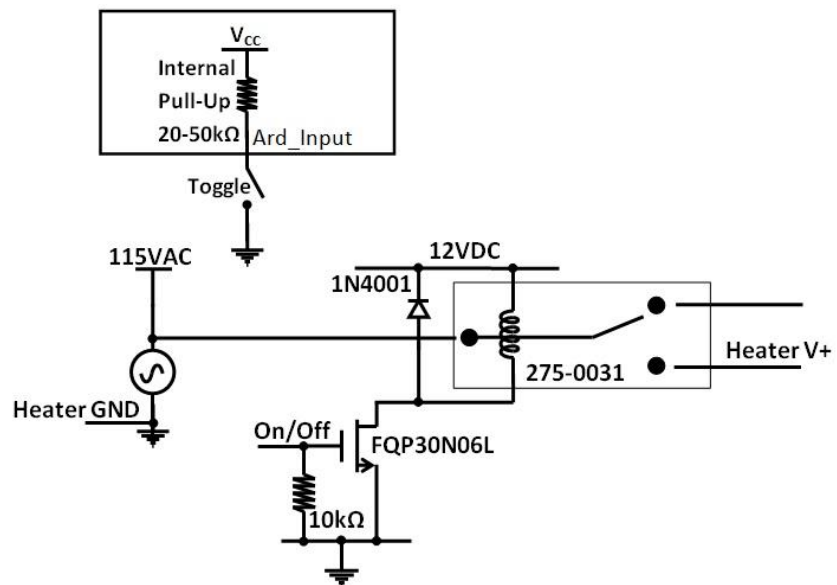 Vcc
Internal
Pull-Up
20-50kΩ
Ard_Input
Toggle
115VAC
12VDC
1N4001
Heater V+
275-0031
Heater GND
On/Off
FQP30N06L
10kΩ